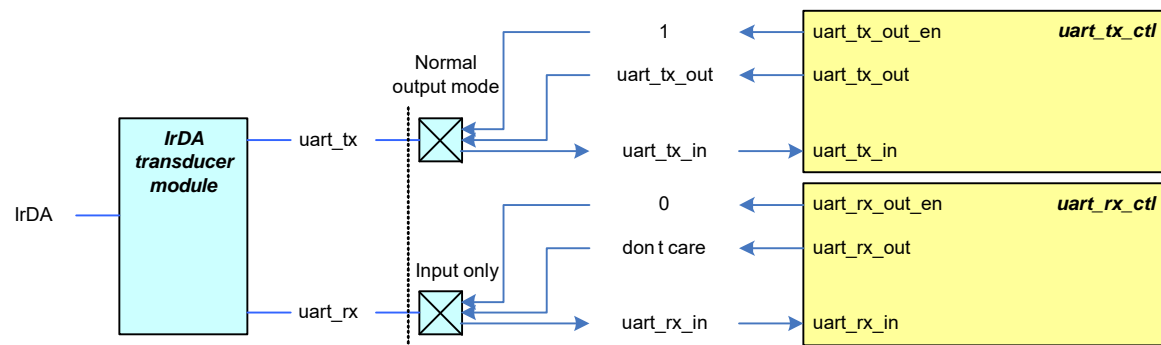 1
uart_tx_out_en
uart_tx_ctl
Normal
output mode
uart_tx_out
uart_tx_out
IrDA
transducer
module
uart_tx
uart_tx_in
uart_tx_in
IrDA
0
uart_rx_out_en
uart_rx_ctl
don t care
uart_rx_out
Input only
uart_rx
uart_rx_in
uart_rx_in